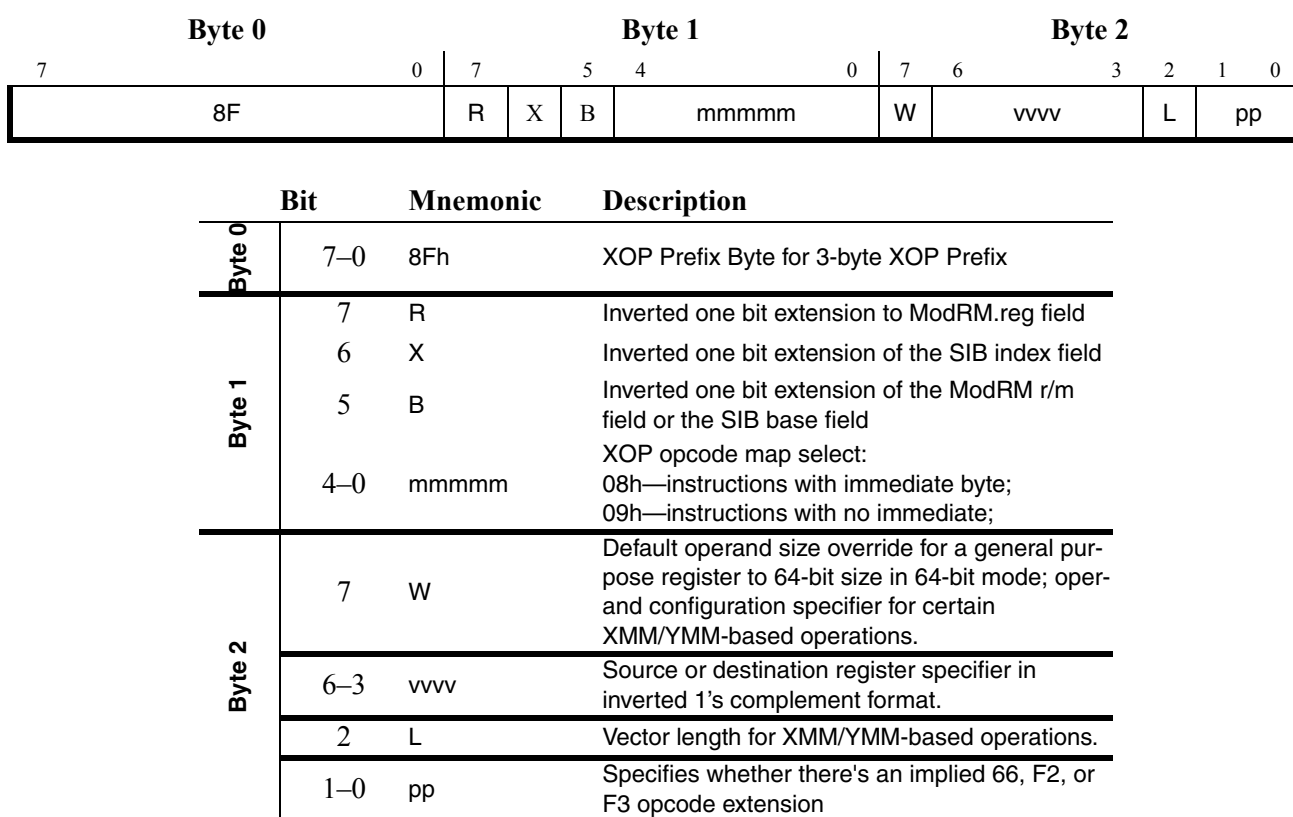 Byte 0 Byte 1 Byte 2
7 0 7 5 4 0 7 6 3 2 1 0
8F R X B mmmmm W vvvv L pp
Bit Mnemonic Description
Byte 0
7–0 8Fh XOP Prefix Byte for 3-byte XOP Prefix
Byte 1
7 R Inverted one bit extension to ModRM.reg field
6 X Inverted one bit extension of the SIB index field
5 B Inverted one bit extension of the ModRM r/m
field or the SIB base field
4–0 mmmmm XOP opcode map select:
08h—instructions with immediate byte;
09h—instructions with no immediate;
Byte 2
7 W Default operand size override for a general pur-
pose register to 64-bit size in 64-bit mode; oper-
and configuration specifier for certain
XMM/YMM-based operations.
6–3 vvvv Source or destination register specifier in
inverted 1's complement format.
2 L Vector length for XMM/YMM-based operations.
1–0 pp Specifies whether there's an implied 66, F2, or
F3 opcode extension